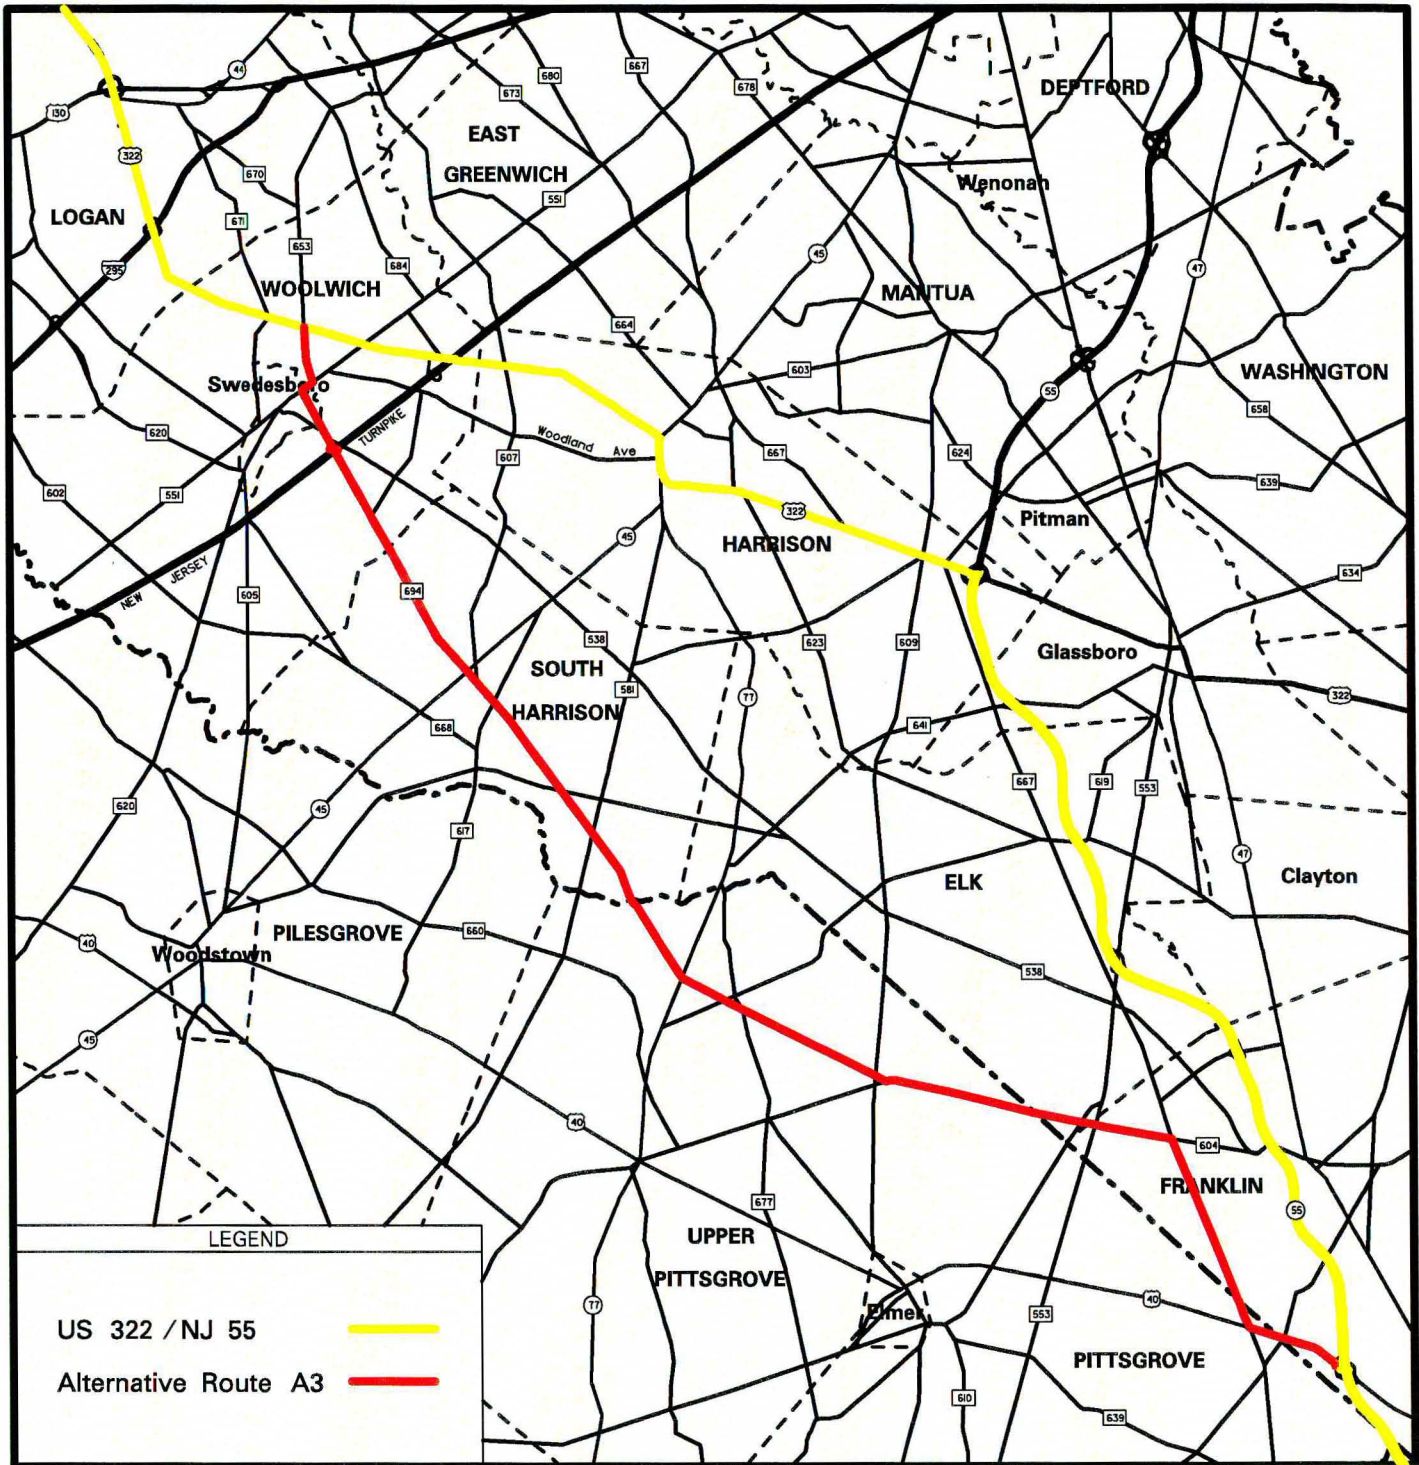 44
680
667
673
678
DEPTFORD
130
EAST
322
GREENWICH
670
Wenonah
551
LOGAN
671
653
45
684
47
295
WOOLWICH
MANTUA
664
603
WASHINGTON
Swedesboro
55
658
TURNPIKE
620
Woodland Ave
667
624
607
639
602
551
322
Pitman
45
HARRISON
JERSEY
634
NEW
605
694
538
623
609
Glassboro
SOUTH
581
77
322
HARRISON
668
641
667
619
553
620
45
617
47
ELK
Clayton
PILESGROVE
660
40
Woodstown
538
45
40
604
FRANKLIN
677
55
UPPER
PITTSGROVE
77
40
Elmer
553
PITTSGROVE
610
639
LEGEND
US 322 / NJ 55
Alternative Route A3